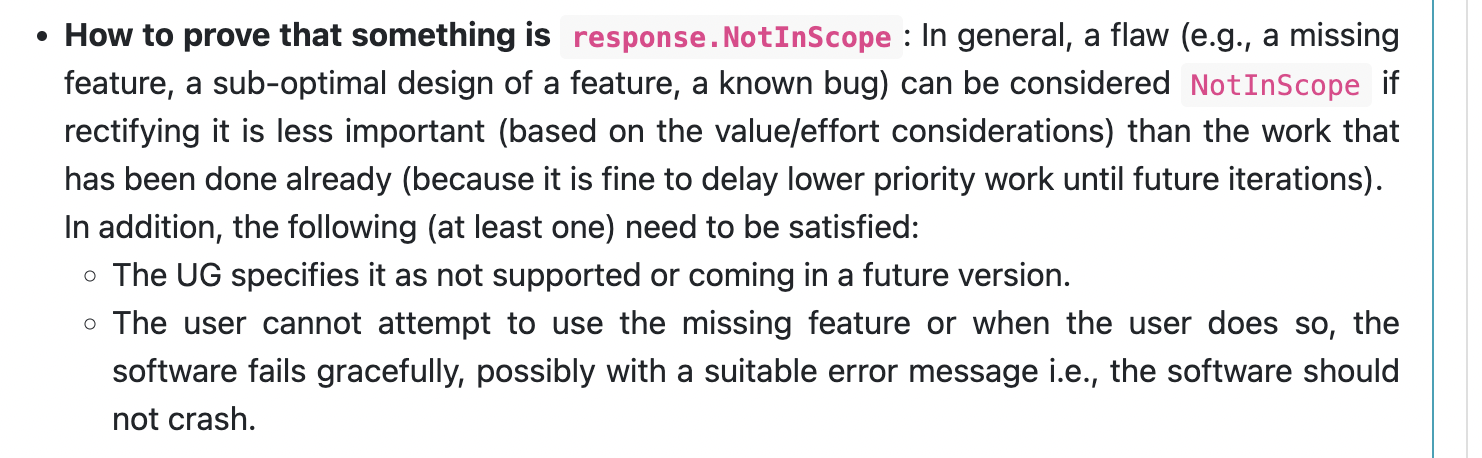 • How to prove that something is response.NotInScope : In general, a flaw (e.g., a missing
feature, a sub-optimal design of a feature, a known bug) can be considered NotInScope if
rectifying it is less important (based on the value/effort considerations) than the work that
has been done already (because it is fine to delay lower priority work until future iterations).
In addition, the following (at least one) need to be satisfied:
◦ The UG specifies it as not supported or coming in a future version.
◦ The user cannot attempt to use the missing feature or when the user does so, the
software fails gracefully, possibly with a suitable error message i.e., the software should
not crash.